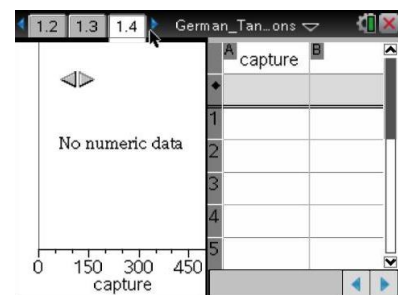 1.2 1.3 1.4 German_Tan...ons
A capture B
No numeric data
1
2
3
4
5
0 150 300 450
capture